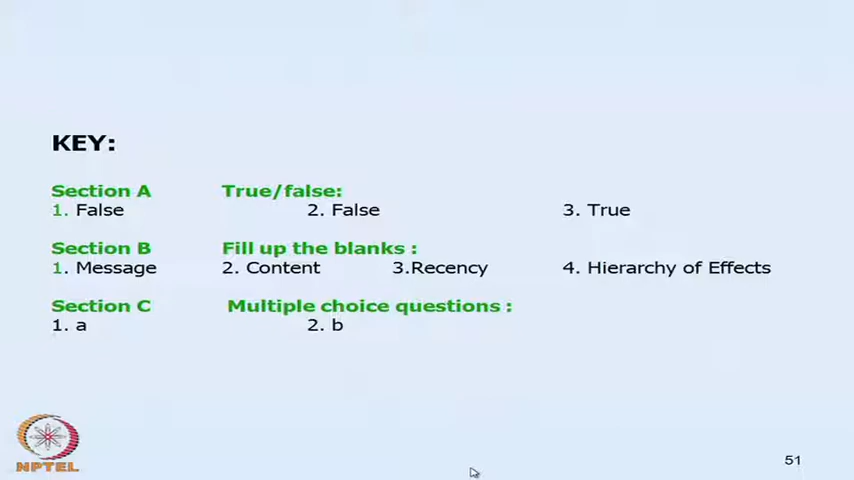 KEY:
Section A True/false:
1. False 2. False 3. True
Section B Fill up the blanks :
1. Message 2. Content 3.Recency 4. Hierarchy of Effects
Section C Multiple choice questions :
1. a 2. b
NPTEL
51